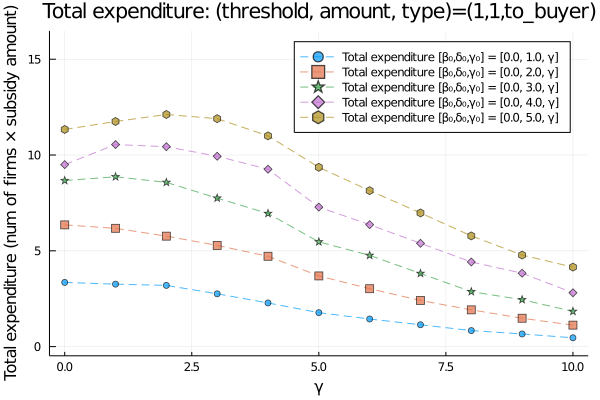 Total expenditure: (threshold, amount, type)=(1,1,to_buyer)
Total expenditure (num of firms × subsidy amount)
15
10
5
0
Total expenditure [β₀,δ₀,γ₀] = [0.0, 1.0, γ]
Total expenditure [β₀,δ₀,γ₀] = [0.0, 2.0, γ]
Total expenditure [β₀,δ₀,γ₀] = [0.0, 3.0, γ]
Total expenditure [β₀,δ₀,γ₀] = [0.0, 4.0, γ]
Total expenditure [β₀,δ₀,γ₀] = [0.0, 5.0, γ]
0.0 2.5 5.0 7.5 10.0
γ